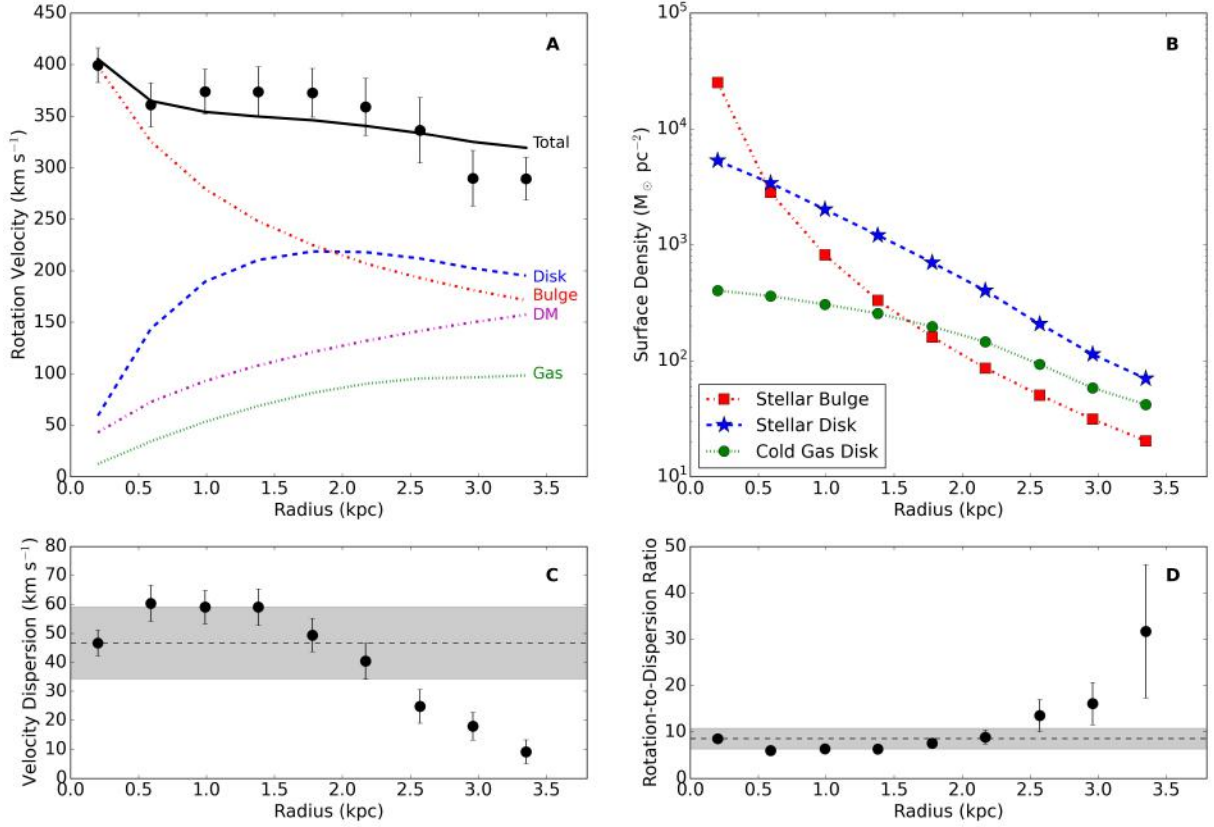 A
450
400
350
300
250
200
150
100
50
0
Rotation Velocity (km s⁻¹)
Total
Disk
Bulge
DM
Gas
0.0 0.5 1.0 1.5 2.0 2.5 3.0 3.5
Radius (kpc)
B
10⁵
10⁴
10³
10²
10¹
Surface Density (M☉ pc⁻²)
Stellar Bulge
Stellar Disk
Cold Gas Disk
0.0 0.5 1.0 1.5 2.0 2.5 3.0 3.5
Radius (kpc)
C
80
70
60
50
40
30
20
10
0
Velocity Dispersion (km s⁻¹)
0.0 0.5 1.0 1.5 2.0 2.5 3.0 3.5
Radius (kpc)
D
50
40
30
20
10
0
Rotation-to-Dispersion Ratio
0.0 0.5 1.0 1.5 2.0 2.5 3.0 3.5
Radius (kpc)